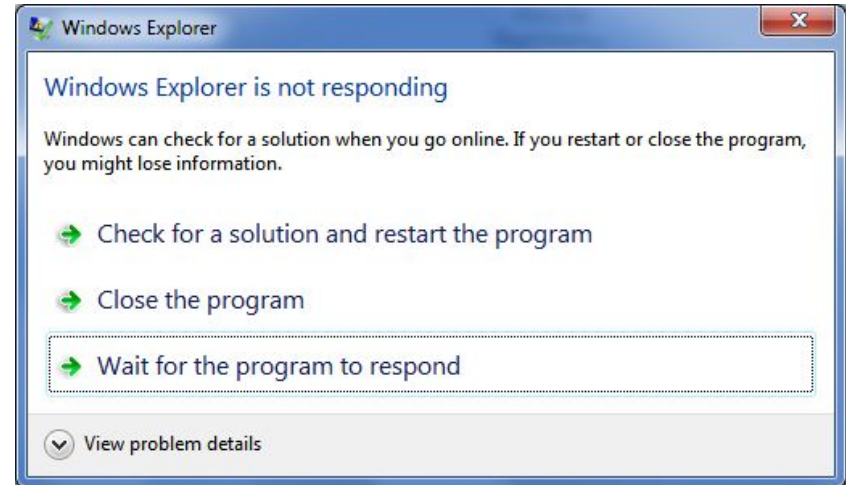 Windows Explorer
Windows Explorer is not responding
Windows can check for a solution when you go online. If you restart or close the program,
you might lose information.
Check for a solution and restart the program
Close the program
Wait for the program to respond
View problem details